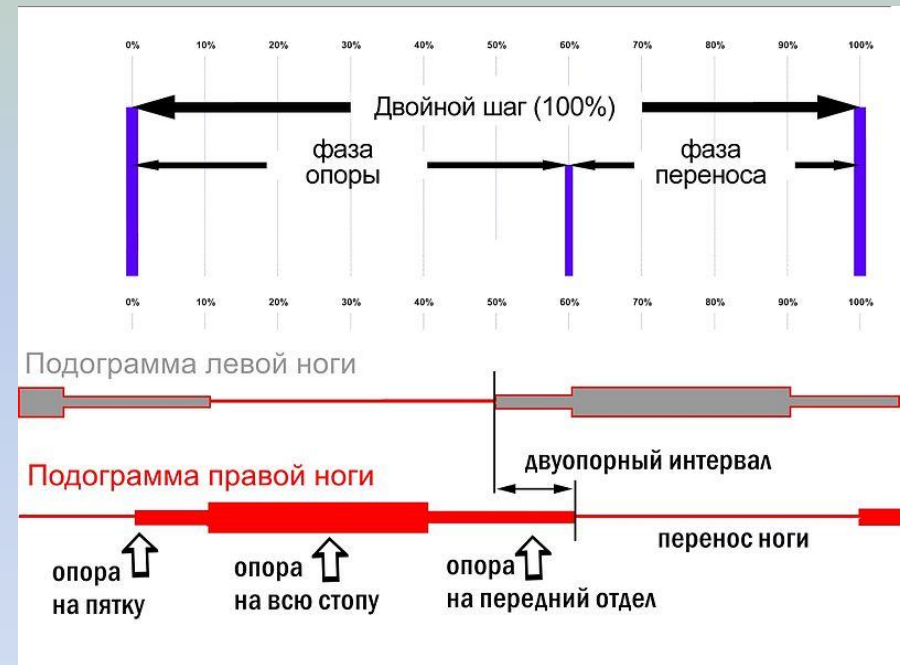 0% 10% 20% 30% 40% 50% 60% 70% 80% 90% 100%
Двойной шаг (100%)
фаза
опоры
фаза
переноса
0% 10% 20% 30% 40% 50% 60% 70% 80% 90% 100%
Подограмма левой ноги
двуопорный интервал
Подограмма правой ноги
перенос ноги
опора
на пятку
опора
на всю стопу
опора
на передний отдел